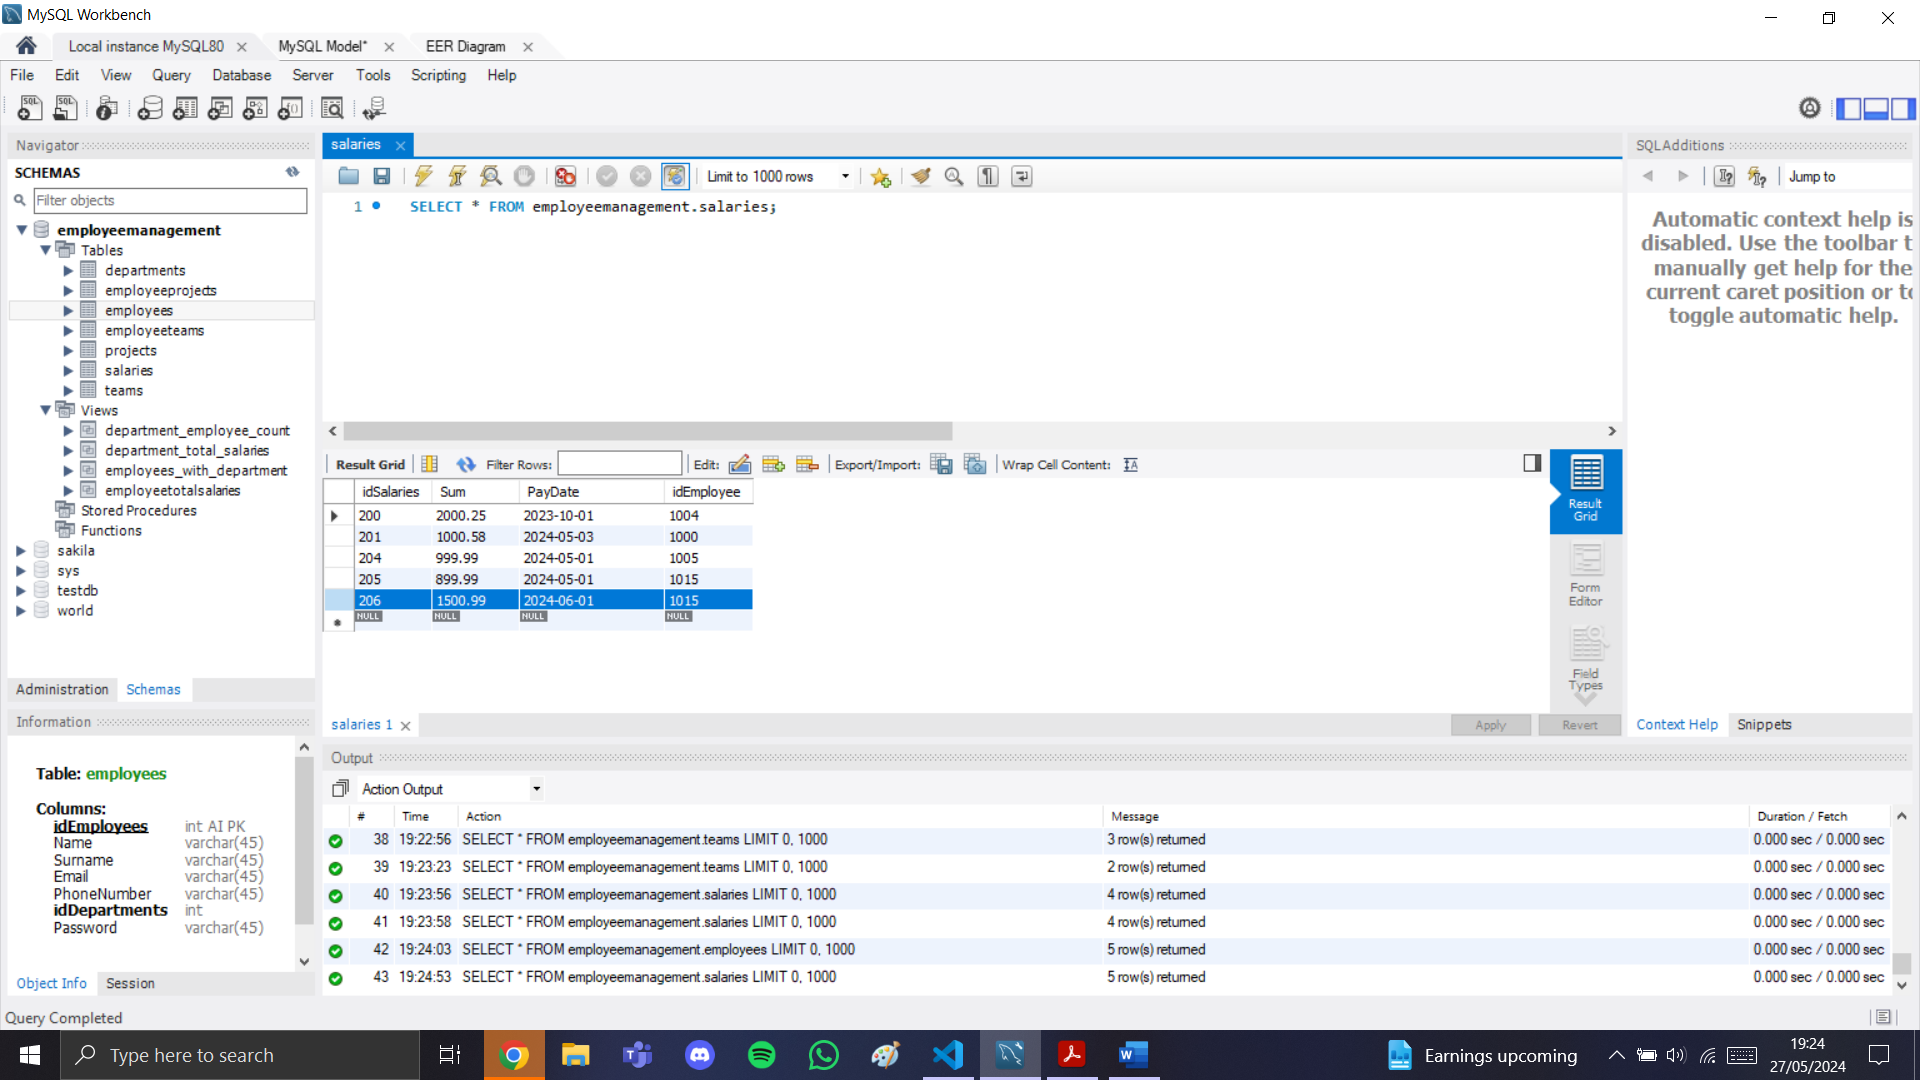 MySQL Workbench
Local instance MySQL80
MySQL Model*
EER Diagram
File Edit View Query Database Server Tools Scripting Help
Navigator
SCHEMAS
Filter objects
employeemanagement
Tables
departments
employeeprojects
employees
employeeteams
projects
salaries
teams
Views
department_employee_count
department_total_salaries
employees_with_department
employeetotalsalaries
Stored Procedures
Functions
sakila
sys
testdb
world
Administration Schemas
Information
Table: employees
Columns:
idEmployees int AI PK
Name varchar(45)
Surname varchar(45)
Email varchar(45)
PhoneNumber varchar(45)
idDepartments int
Password varchar(45)
Object Info Session
Query Completed
salaries
Limit to 1000 rows
1 SELECT * FROM employeemanagement.salaries;
Result Grid Filter Rows: Edit: Export/Import: Wrap Cell Content:
idSalaries Sum PayDate idEmployee
200 2000.25 2023-10-01 1004
201 1000.58 2024-05-03 1000
204 999.99 2024-05-01 1005
205 899.99 2024-05-01 1015
206 1500.99 2024-06-01 1015
NULL NULL NULL NULL
Result
Grid
Form
Editor
Field
Types
salaries 1
Apply Revert
SQLAdditions
Jump to
Automatic context help is
disabled. Use the toolbar t
manually get help for the
current caret position or to
toggle automatic help.
Context Help Snippets
Output
Action Output
# Time Action Message Duration / Fetch
38 19:22:56 SELECT * FROM employeemanagement.teams LIMIT 0, 1000 3 row(s) returned 0.000 sec / 0.000 sec
39 19:23:23 SELECT * FROM employeemanagement.teams LIMIT 0, 1000 2 row(s) returned 0.000 sec / 0.000 sec
40 19:23:56 SELECT * FROM employeemanagement.salaries LIMIT 0, 1000 4 row(s) returned 0.000 sec / 0.000 sec
41 19:23:58 SELECT * FROM employeemanagement.salaries LIMIT 0, 1000 4 row(s) returned 0.000 sec / 0.000 sec
42 19:24:03 SELECT * FROM employeemanagement.employees LIMIT 0, 1000 5 row(s) returned 0.000 sec / 0.000 sec
43 19:24:53 SELECT * FROM employeemanagement.salaries LIMIT 0, 1000 5 row(s) returned 0.000 sec / 0.000 sec
Type here to search
Earnings upcoming
19:24
27/05/2024